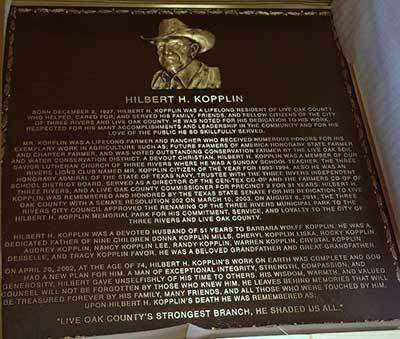 HILBERT H. KOPPLIN
BORN DECEMBER 2, 1927, HILBERT H. KOPPLIN WAS A LIFELONG RESIDENT OF LIVE OAK COUNTY
WHO HELPED, CARED FOR, AND SERVED HIS FAMILY, FRIENDS, AND FELLOW CITIZENS OF THE CITY
OF THREE RIVERS AND LIVE OAK COUNTY. HE WAS NOTED FOR HIS DEDICATION TO HIS WORK,
RESPECTED FOR HIS MANY ACCOMPLISHMENTS AND LEADERSHIP IN THE COMMUNITY AND FOR HIS
LOVE OF THE PUBLIC HE SO SKILLFULLY SERVED.
MR. KOPPLIN WAS A LIFELONG FARMER AND RANCHER WHO RECEIVED NUMEROUS HONORS FOR HIS
EXEMPLARY WORK IN AGRICULTURE SUCH AS: FUTURE FARMERS OF AMERICA HONORARY STATE FARMER
AND CHAPTER FARMER, AND WAS NAMED OUTSTANDING CONSERVATION FARMER BY THE LIVE OAK SOIL
AND WATER CONSERVATION DISTRICT. A DEVOUT CHRISTIAN, HILBERT H. KOPPLIN WAS A MEMBER OF OUR
SAVIOR LUTHERAN CHURCH OF THREE RIVERS WHERE HE WAS A SUNDAY SCHOOL TEACHER. THE THREE
RIVERS LIONS CLUB NAMED MR. KOPPLIN CITIZEN OF THE YEAR FOR 1993-1994. ALSO HE WAS AN
HONORARY ADMIRAL OF THE STATE OF TEXAS NAVY, TRUSTEE WITH THE THREE RIVERS INDEPENDENT
SCHOOL DISTRICT BOARD, SERVED AS A DIRECTOR OF THE GEN-TEX CO-OP AND THE FARMERS CO-OP OF
THREE RIVERS, AND A LIVE OAK COUNTY COMMISSIONER FOR PRECINCT 3 FOR 31 YEARS. HILBERT H.
KOPPLIN WAS REMEMBERED AND HONORED BY THE TEXAS STATE SENATE FOR HIS DEDICATION TO LIVE
OAK COUNTY WITH A SENATE RESOLUTION 202 ON MARCH 10, 2003. ON AUGUST 8, 2011, THE THREE
RIVERS CITY COUNCIL APPROVED THE RENAMING OF THREE RIVERS MUNICIPAL PARK TO THE
HILBERT H. KOPPLIN MEMORIAL PARK FOR HIS COMMITMENT, SERVICE, AND LOYALTY TO THE CITY OF
THREE RIVERS AND LIVE OAK COUNTY.
HILBERT H. KOPPLIN WAS A DEVOTED HUSBAND OF 51 YEARS TO BARBARA WOLFF KOPPLIN. HE WAS A
DEDICATED FATHER OF NINE CHILDREN DONNA KOPPLIN MILLS, CHERYL KOPPLIN LISKA, ROCKY KOPPLIN,
AUDREY KOPPLIN, NANCY KOPPLIN LEE, RANDY KOPPLIN, WARREN KOPPLIN, CRYSTAL KOPPLIN
DESSELLE, AND TRACY KOPPLIN FAVOR. HE WAS A BELOVED GRANDFATHER AND GREAT-GRANDFATHER.
ON APRIL 20, 2002, AT THE AGE OF 74, HILBERT H. KOPPLIN'S WORK ON EARTH WAS COMPLETE AND GOD
HAD A NEW PLAN FOR HIM. A MAN OF EXCEPTIONAL INTEGRITY, STRENGTH, COMPASSION, AND
GENEROSITY, HILBERT GAVE UNSELFISHLY OF HIS TIME TO OTHERS. HIS WISDOM, WARMTH, AND VALUED
COUNSEL WILL NOT BE FORGOTTEN BY THOSE WHO KNEW HIM. HE LEAVES BEHIND MEMORIES THAT WILL
BE TREASURED FOREVER BY HIS FAMILY, MANY FRIENDS, AND ALL THOSE WHO WERE TOUCHED BY HIM.
UPON HILBERT H. KOPPLIN'S DEATH HE WAS REMEMBERED AS:
"LIVE OAK COUNTY'S STRONGEST BRANCH, HE SHADED US ALL."